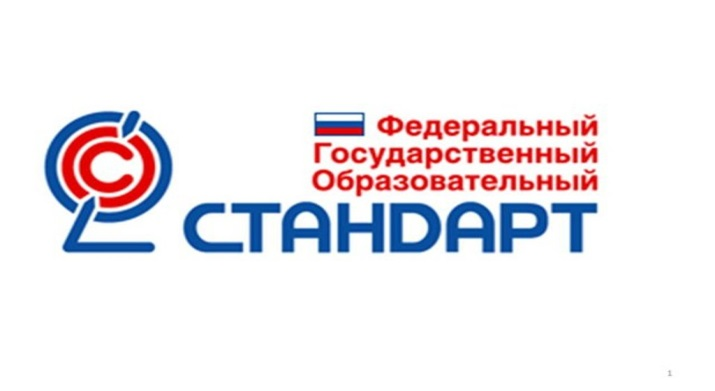 Федеральный
Государственный
Образовательный
С
СТАНДАРТ
1